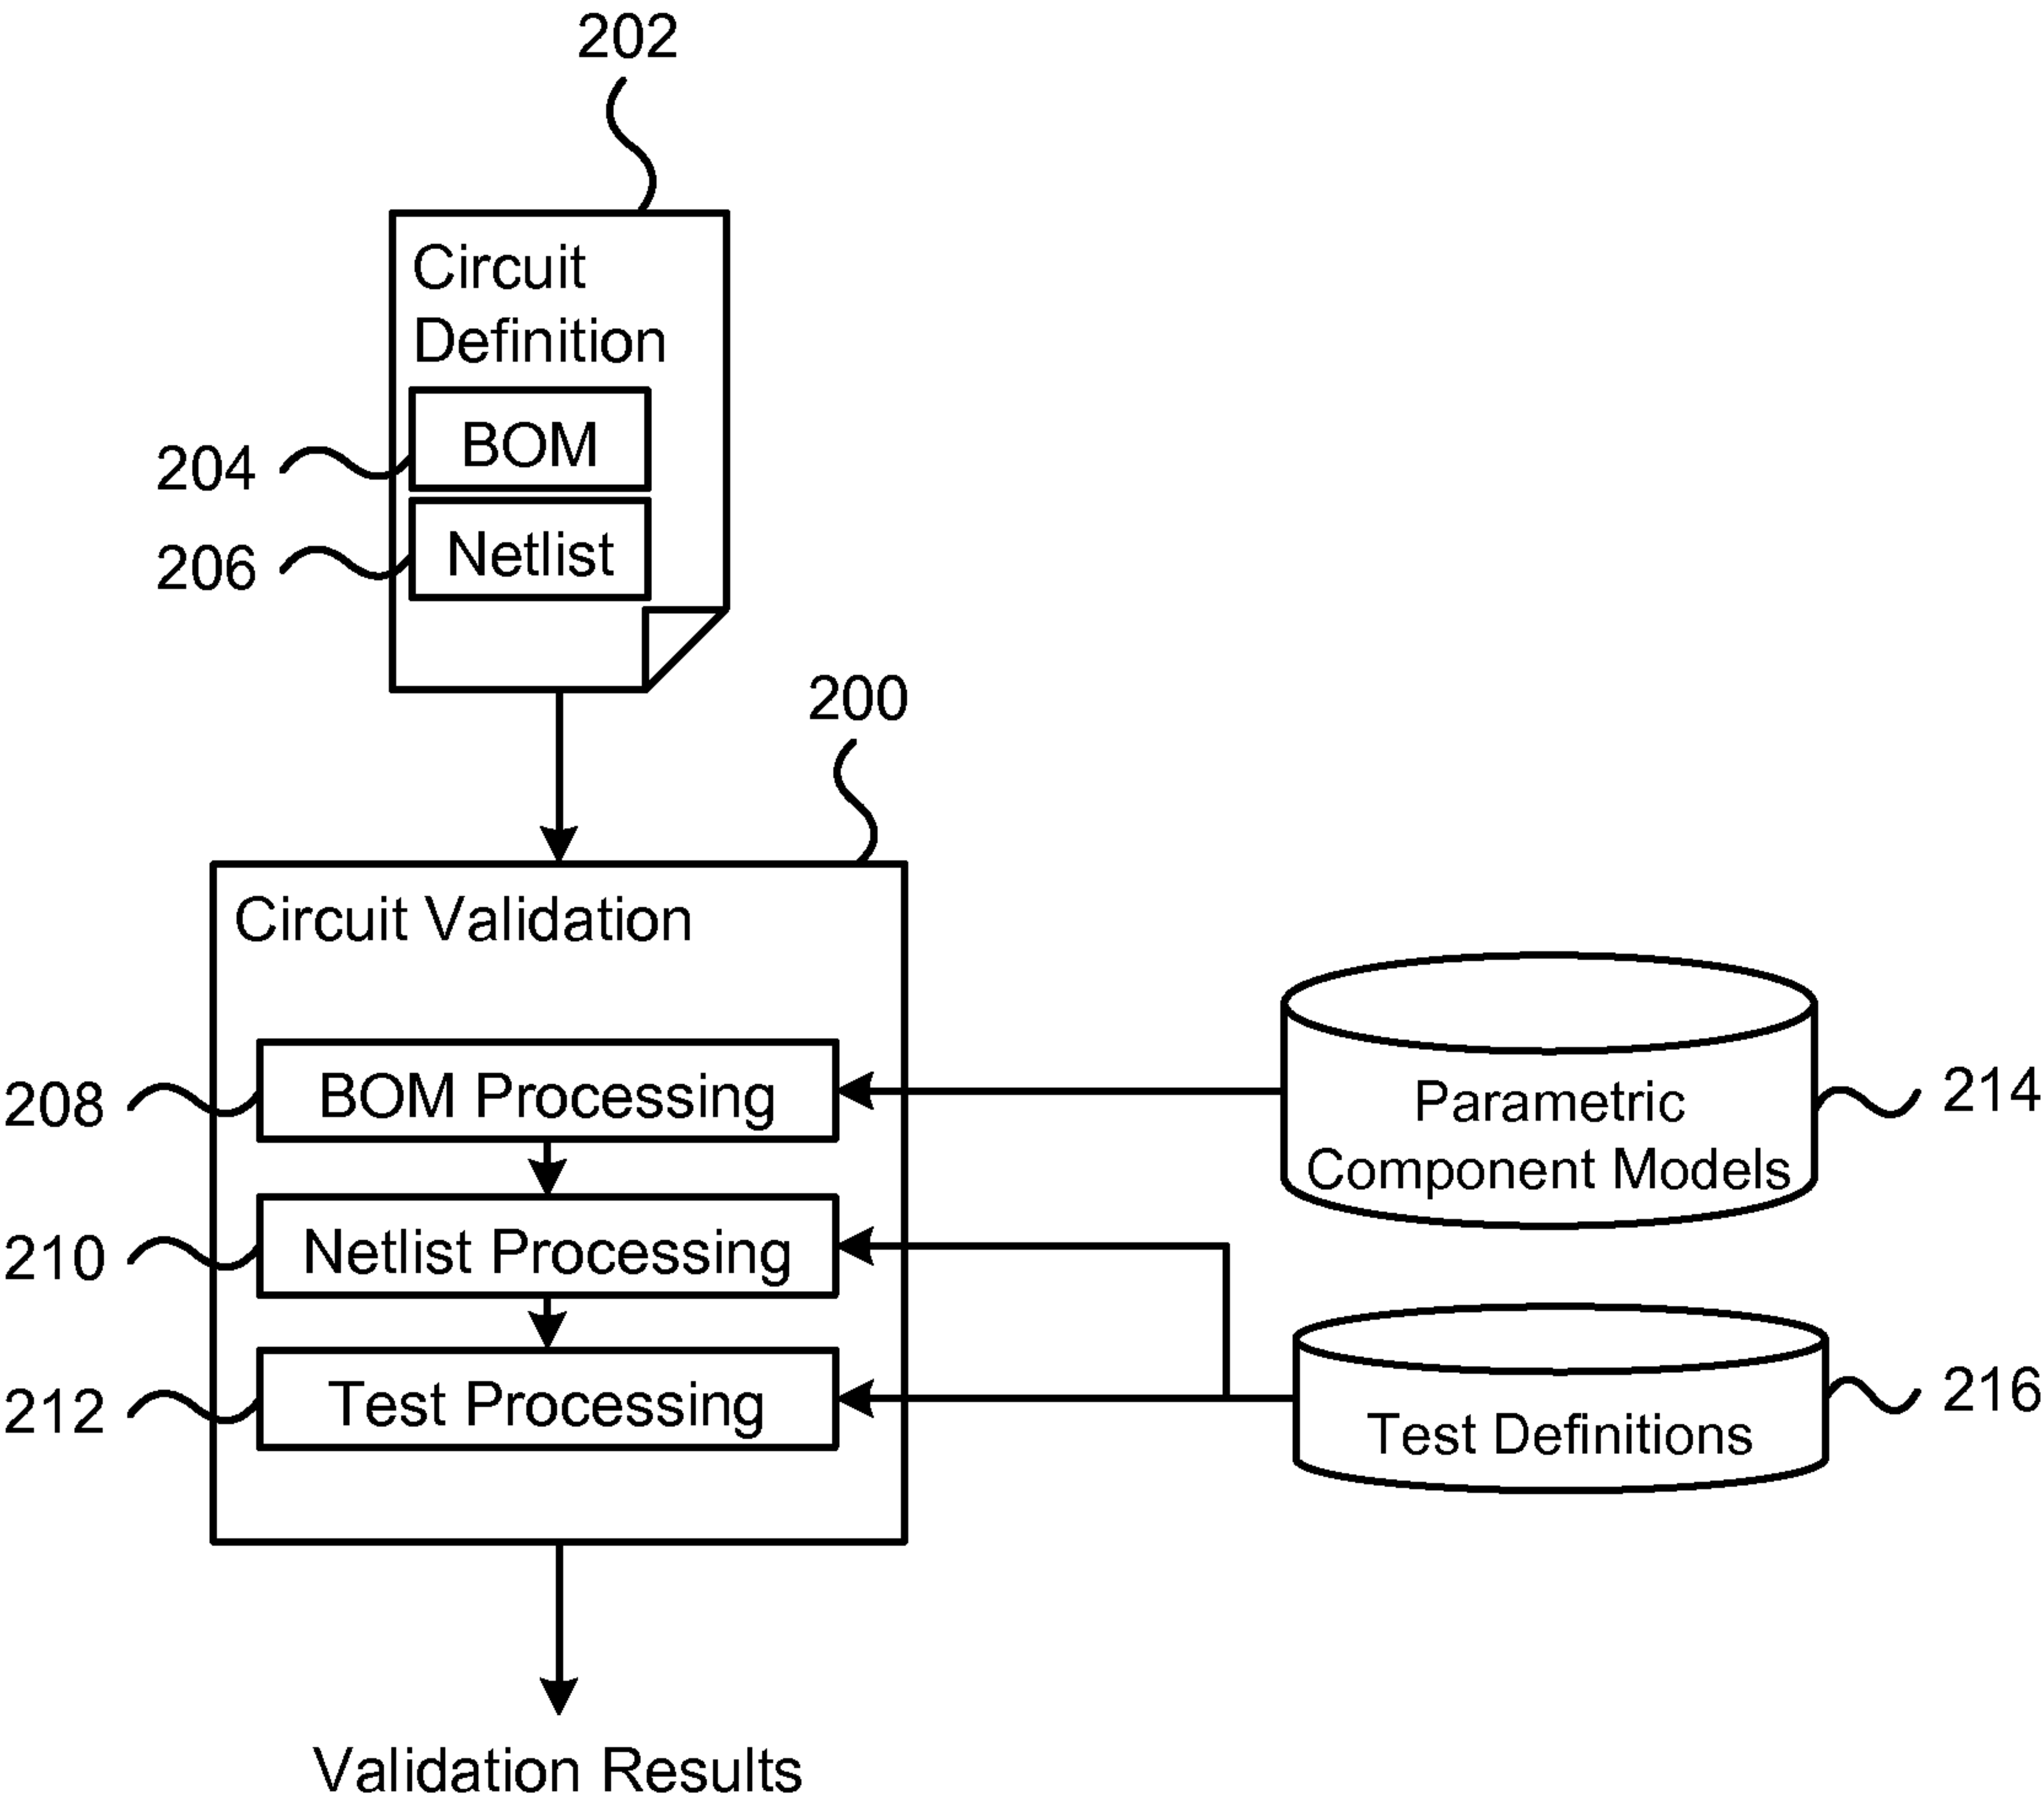 202
Circuit
Definition
BOM
204
Netlist
206
200
Circuit Validation
208
BOM Processing
Parametric
Component Models
214
210
Netlist Processing
212
Test Processing
Test Definitions
216
Validation Results